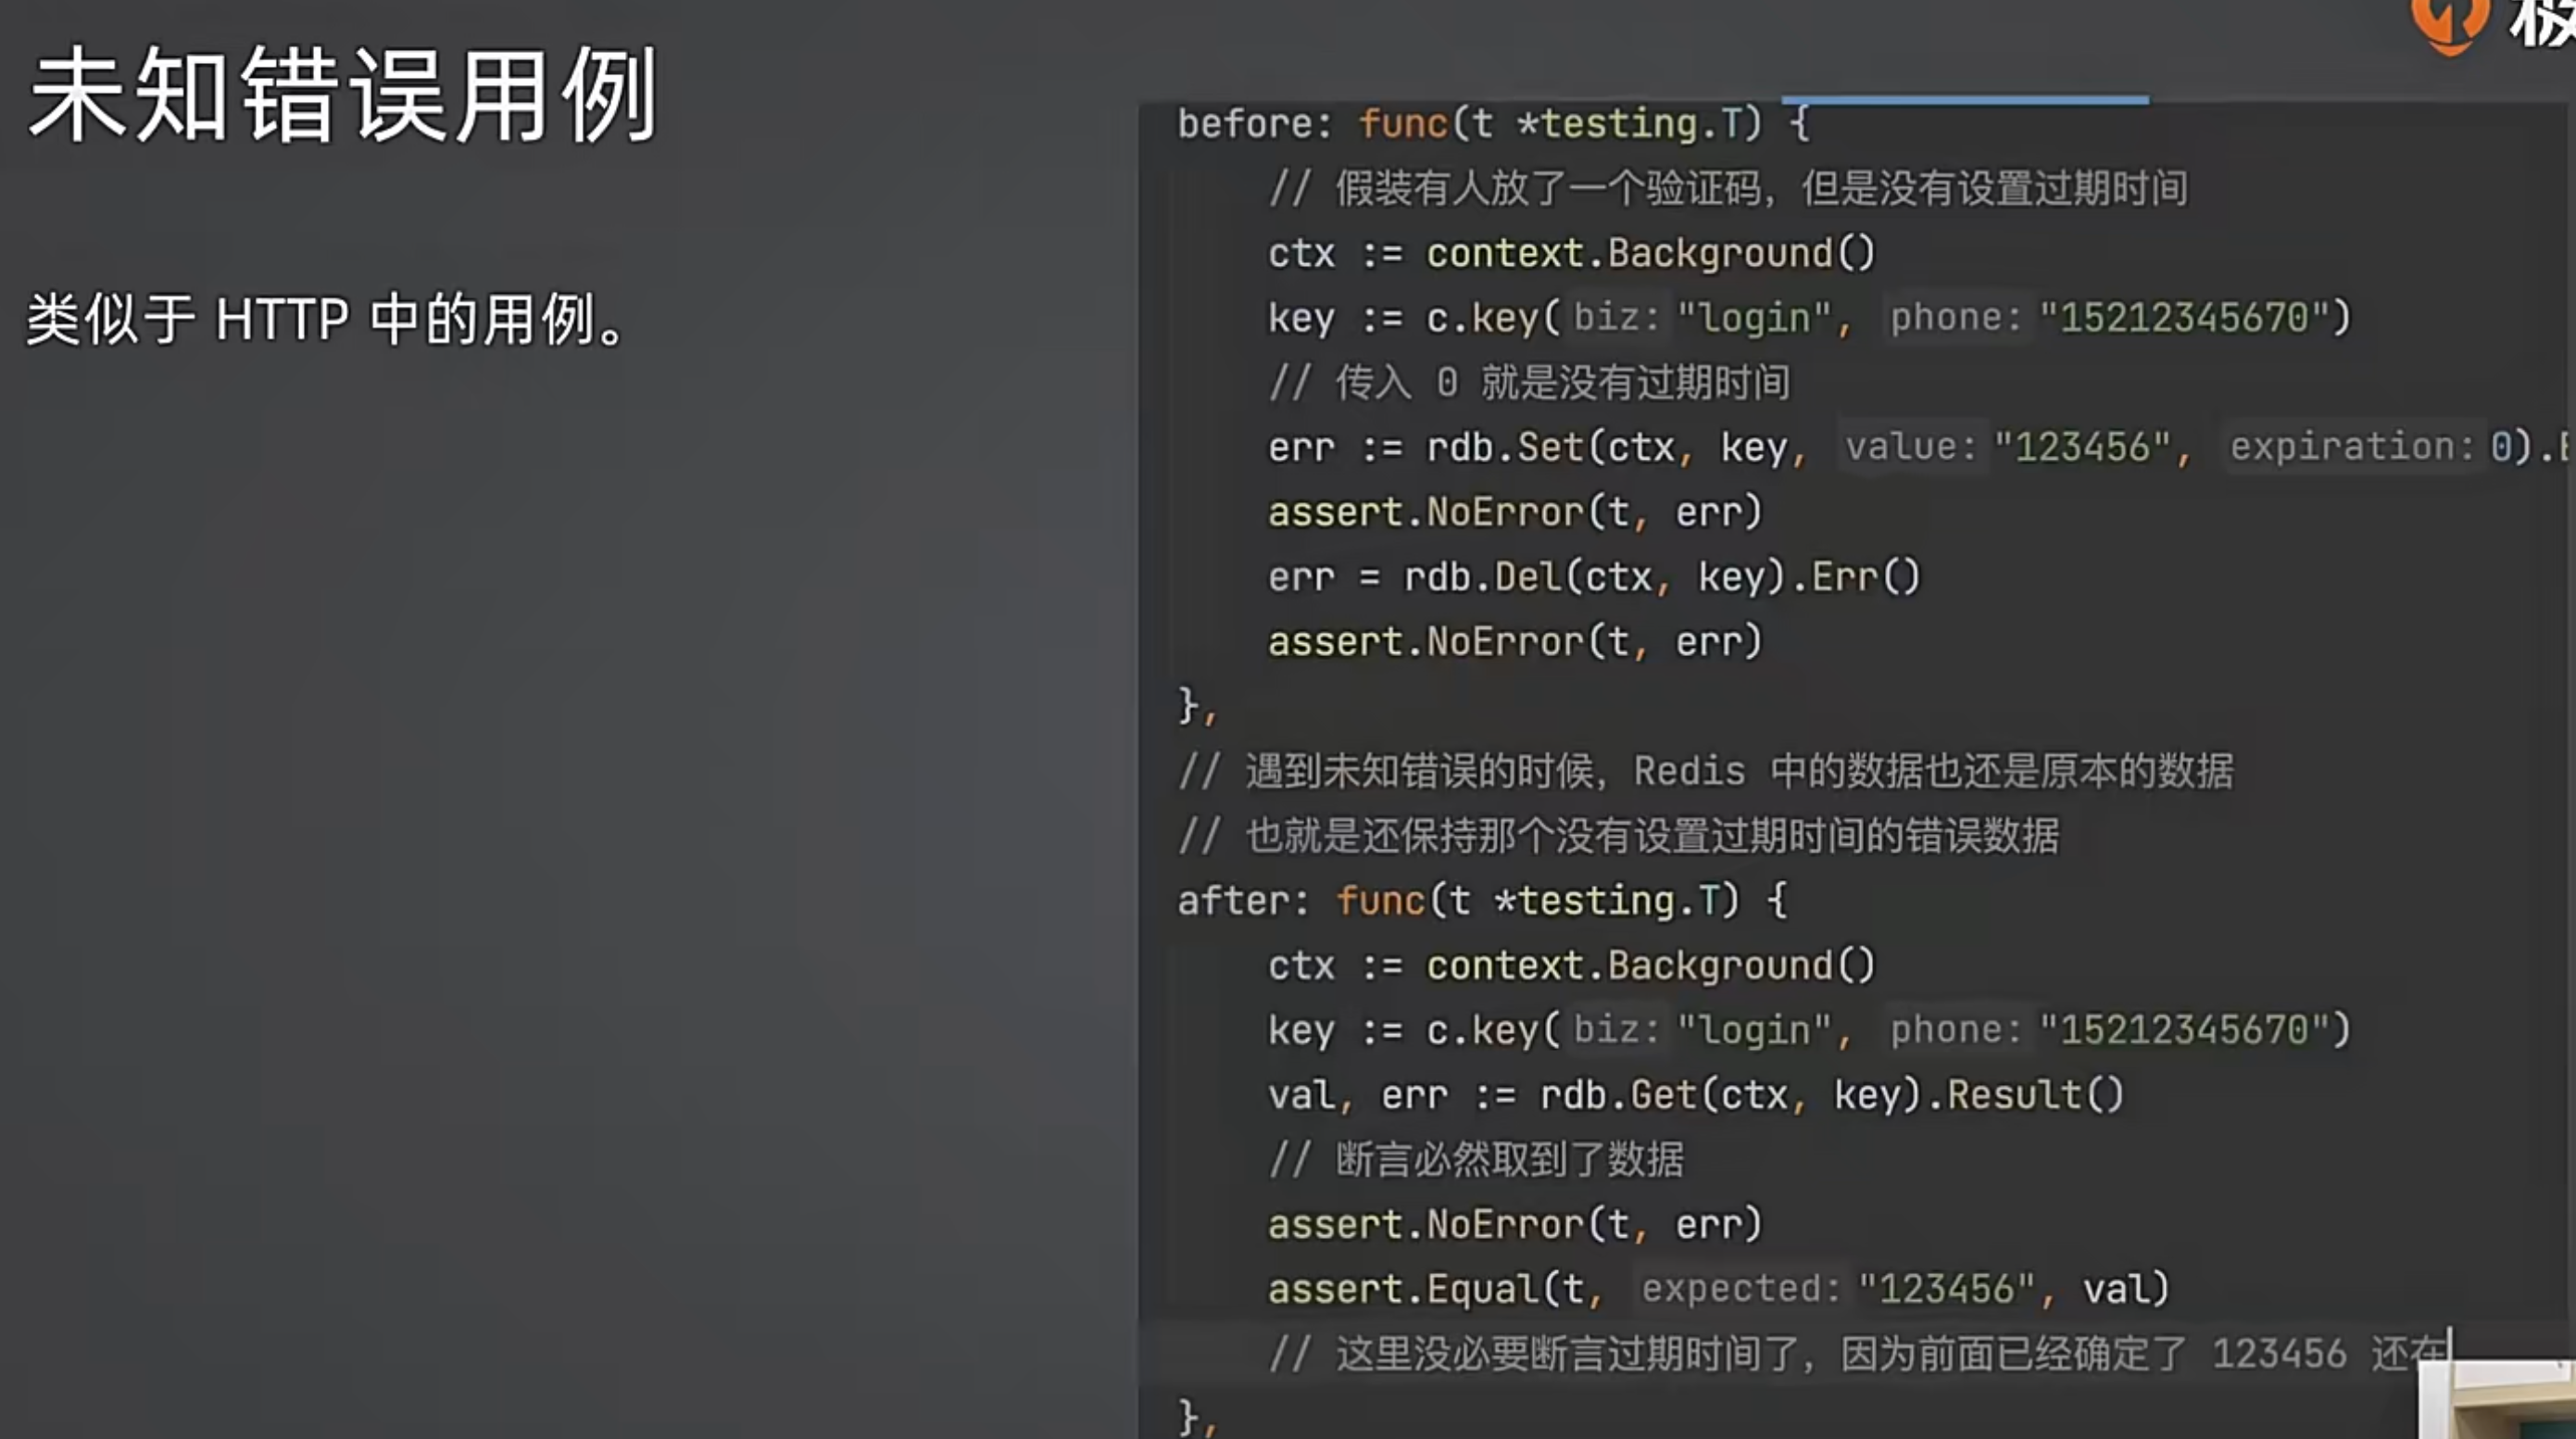 未知错误用例
类似于 HTTP 中的用例。
before: func(t *testing.T) {
// 假装有人放了一个验证码，但是没有设置过期时间
ctx := context.Background()
key := c.key( biz: "login", phone: "15212345670")
// 传入 0 就是没有过期时间
err := rdb.Set(ctx, key, value: "123456", expiration: 0).
assert.NoError(t, err)
err = rdb.Del(ctx, key).Err()
assert.NoError(t, err)
},
// 遇到未知错误的时候，Redis 中的数据也还是原本的数据
// 也就是还保持那个没有设置过期时间的错误数据
after: func(t *testing.T) {
ctx := context.Background()
key := c.key( biz: "login", phone: "15212345670")
val, err := rdb.Get(ctx, key).Result()
// 断言必然取到了数据
assert.NoError(t, err)
assert.Equal(t, expected: "123456", val)
// 这里没必要断言过期时间了，因为前面已经确定了 123456 还在
},